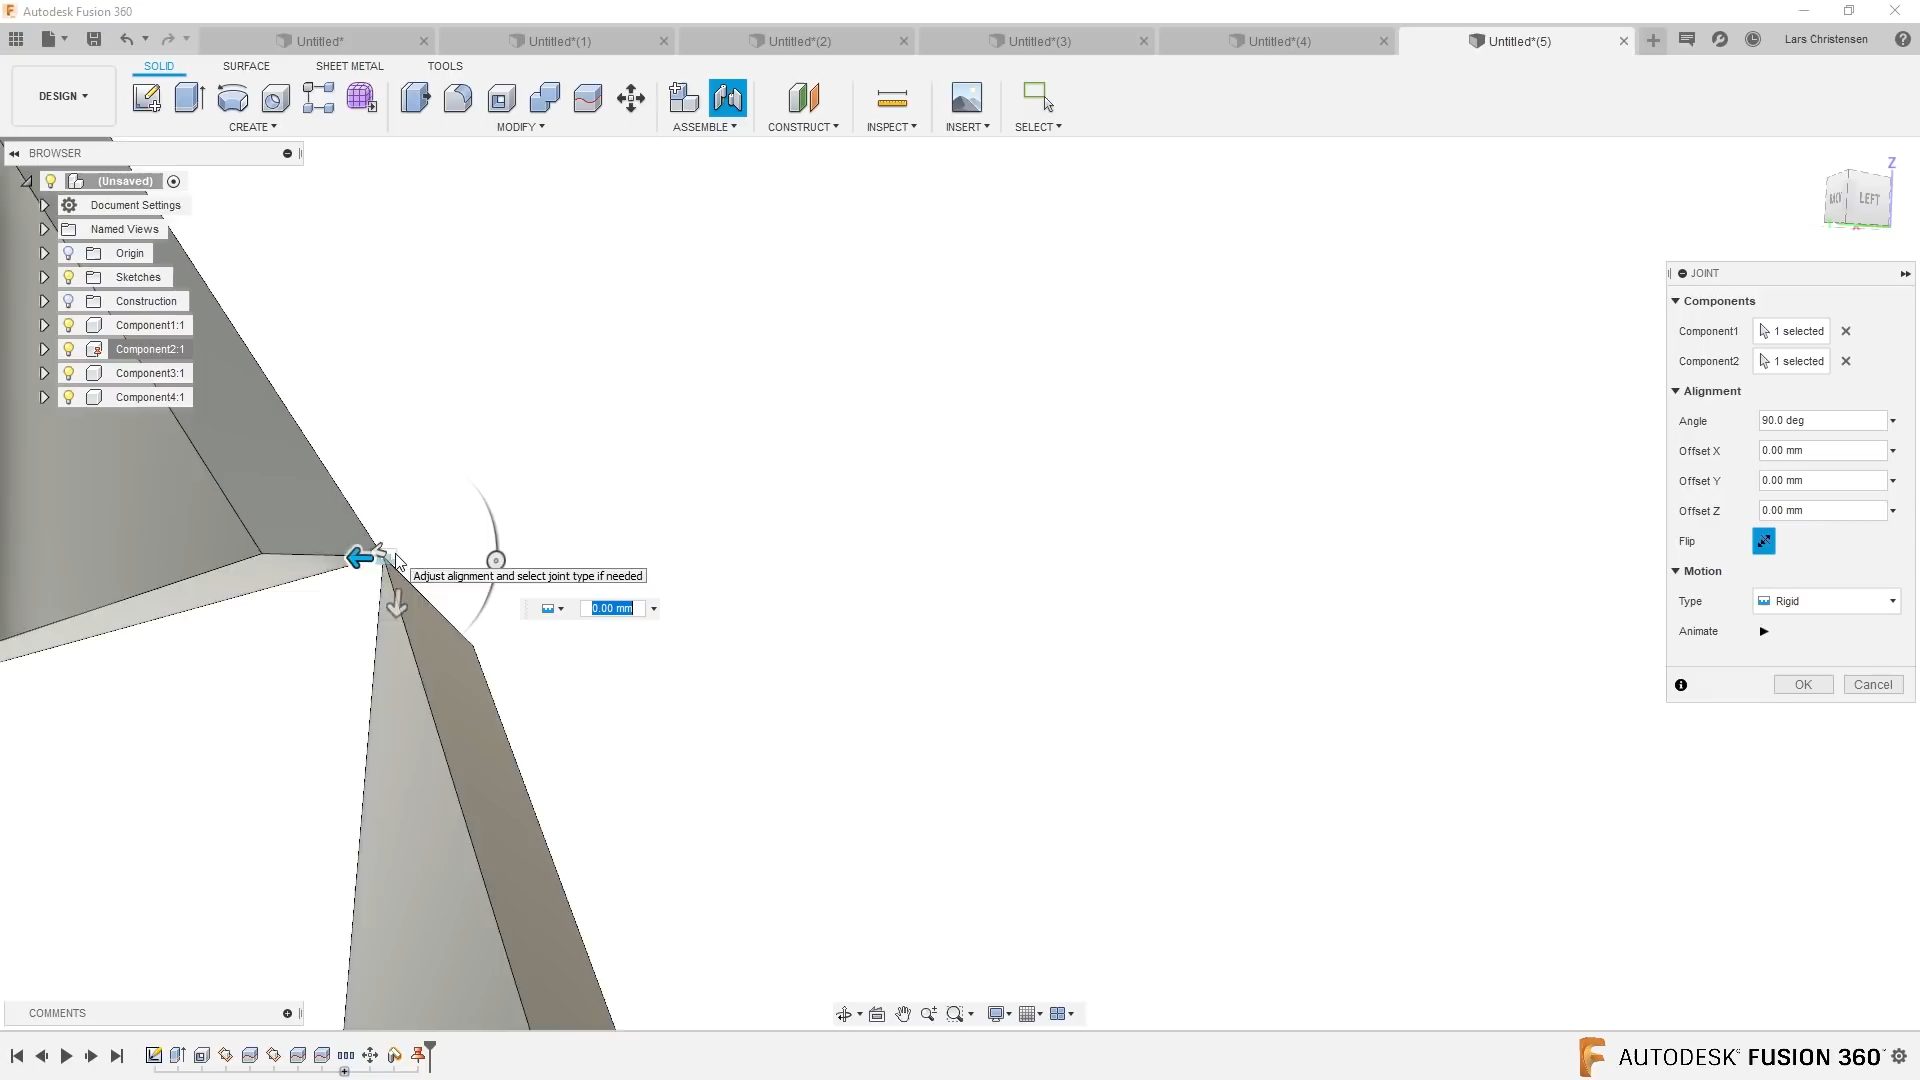 Autodesk Fusion 360
Untitled*
Untitled*(1)
Untitled*(2)
Untitled*(3)
Untitled*(4)
Untitled*(5)
Lars Christensen
SOLID
SURFACE
SHEET METAL
TOOLS
DESIGN
CREATE
MODIFY
ASSEMBLE
CONSTRUCT
INSPECT
INSERT
SELECT
BROWSER
(Unsaved)
Document Settings
Named Views
Origin
Sketches
Construction
Component1:1
Component2:1
Component3:1
Component4:1
Z
BACK
LEFT
JOINT
Components
Component1 1 selected
Component2 1 selected
Alignment
Angle 90.0 deg
Offset X 0.00 mm
Offset Y 0.00 mm
Offset Z 0.00 mm
Flip
Motion
Type Rigid
Animate
OK Cancel
Adjust alignment and select joint type if needed
0.00 mm
COMMENTS
AUTODESK® FUSION 360™